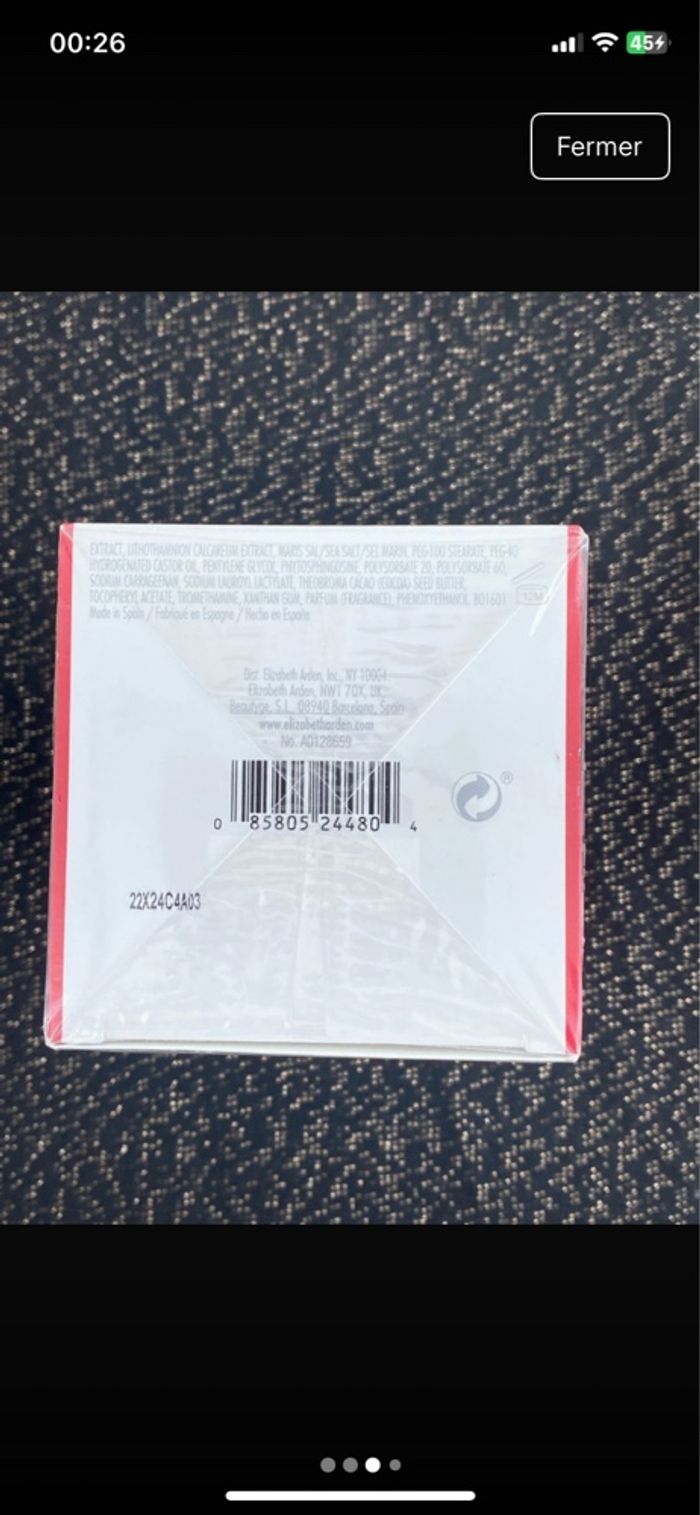 00:26
45
Fermer
EXTRACT, LITHOTHAMNION CALCAREUM EXTRACT, MARIS SAL/SEA SALT/SEL MARIN, PEG-100 STEARATE, PEG-40
HYDROGENATED CASTOR OIL, PENTYLENE GLYCOL, PHYTOSPHINGOSINE, POLYSORBATE 20, POLYSORBATE 60,
SODIUM CARRAGEENAN, SODIUM LAUROYL LACTYLATE, THEOBROMA CACAO (COCOA) SEED BUTTER,
TOCOPHERYL ACETATE, TROMETHAMINE, XANTHAN GUM, PARFUM (FRAGRANCE), PHENOXYETHANOL. 801601
12M
Made in Spain / Fabriqué en Espagne / Hecho en España
Dist. Elizabeth Arden, Inc., NY 10004
Elizabeth Arden, NW1 7QX, UK
Beautyge, S.L. 08940 Barcelona, Spain
www.elizabetharden.com
No. A0128659
0 85805 24480 4
®
22X24C4A03